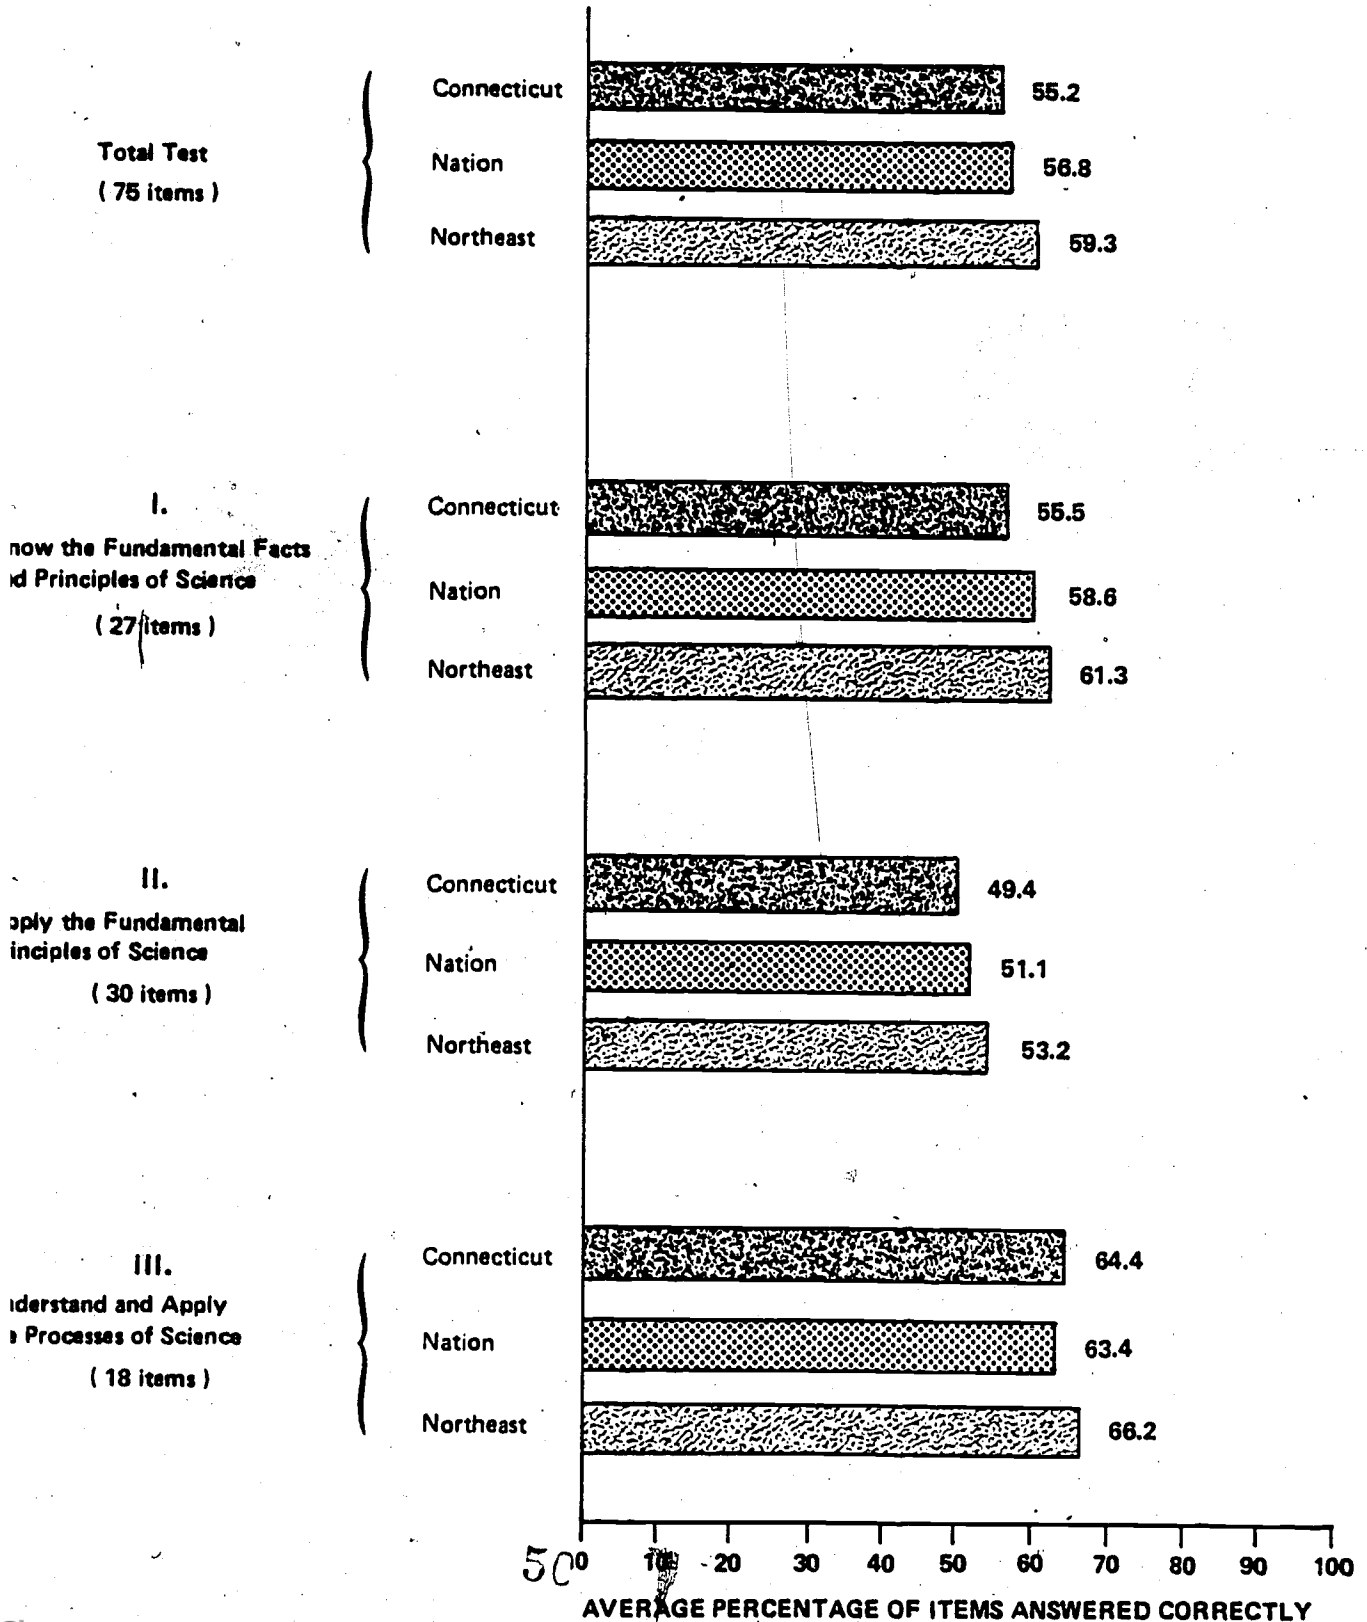 Connecticut 55.2
Total Test
Nation 56.8
( 75 items )
Northeast 59.3
I.
Connecticut 55.5
now the Fundamental Facts
nd Principles of Science
Nation 58.6
( 27 items )
Northeast 61.3
II.
Connecticut 49.4
pply the Fundamental
inciples of Science
Nation 51.1
( 30 items )
Northeast 53.2
III.
Connecticut 64.4
nderstand and Apply
e Processes of Science
Nation 63.4
( 18 items )
Northeast 66.2
50
0 10 20 30 40 50 60 70 80 90 100
AVERAGE PERCENTAGE OF ITEMS ANSWERED CORRECTLY